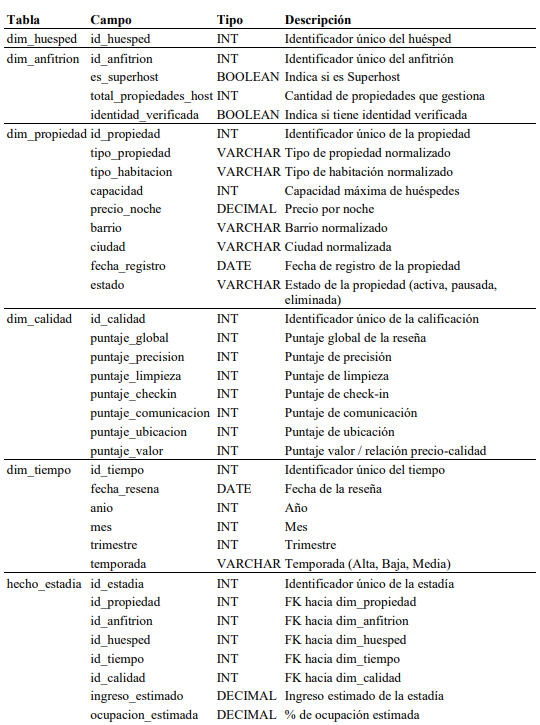 Tabla Campo Tipo Descripción
dim_huesped id_huesped INT Identificador único del huésped
dim_anfitrion id_anfitrion INT Identificador único del anfitrión
es_superhost BOOLEAN Indica si es Superhost
total_propiedades_host INT Cantidad de propiedades que gestiona
identidad_verificada BOOLEAN Indica si tiene identidad verificada
dim_propiedad id_propiedad INT Identificador único de la propiedad
tipo_propiedad VARCHAR Tipo de propiedad normalizado
tipo_habitacion VARCHAR Tipo de habitación normalizado
capacidad INT Capacidad máxima de huéspedes
precio_noche DECIMAL Precio por noche
barrio VARCHAR Barrio normalizado
ciudad VARCHAR Ciudad normalizada
fecha_registro DATE Fecha de registro de la propiedad
estado VARCHAR Estado de la propiedad (activa, pausada,
eliminada)
dim_calidad id_calidad INT Identificador único de la calificación
puntaje_global INT Puntaje global de la reseña
puntaje_precision INT Puntaje de precisión
puntaje_limpieza INT Puntaje de limpieza
puntaje_checkin INT Puntaje de check-in
puntaje_comunicacion INT Puntaje de comunicación
puntaje_ubicacion INT Puntaje de ubicación
puntaje_valor INT Puntaje valor / relación precio-calidad
dim_tiempo id_tiempo INT Identificador único del tiempo
fecha_resena DATE Fecha de la reseña
anio INT Año
mes INT Mes
trimestre INT Trimestre
temporada VARCHAR Temporada (Alta, Baja, Media)
hecho_estadia id_estadia INT Identificador único de la estadía
id_propiedad INT FK hacia dim_propiedad
id_anfitrion INT FK hacia dim_anfitrion
id_huesped INT FK hacia dim_huesped
id_tiempo INT FK hacia dim_tiempo
id_calidad INT FK hacia dim_calidad
ingreso_estimado DECIMAL Ingreso estimado de la estadía
ocupacion_estimada DECIMAL % de ocupación estimada